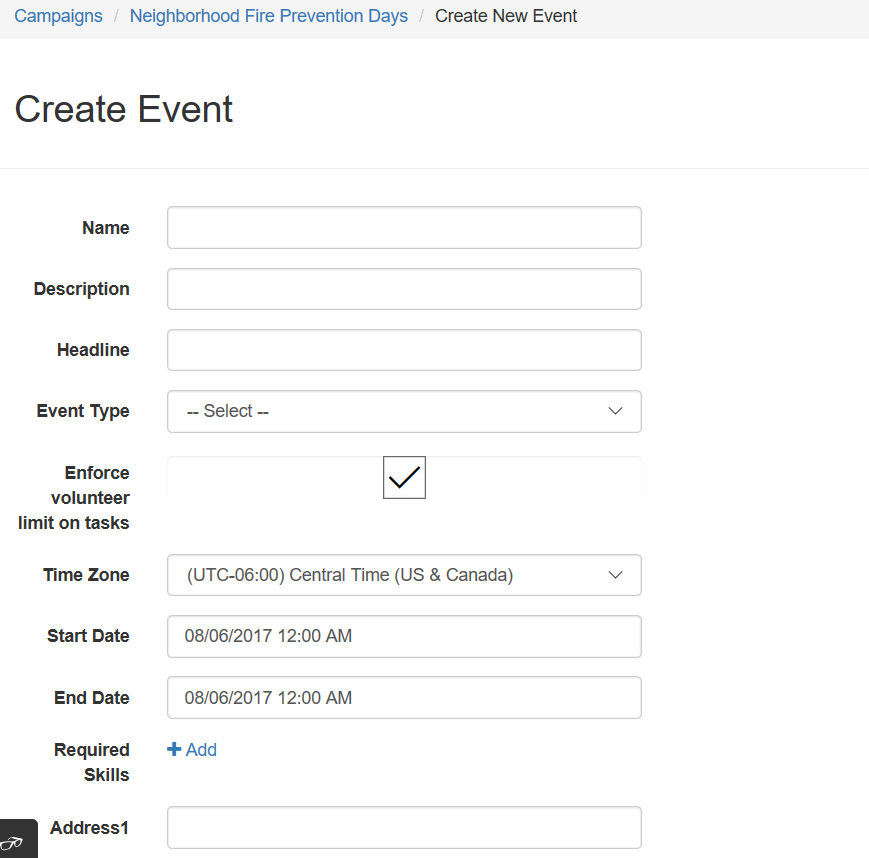 Campaigns / Neighborhood Fire Prevention Days / Create New Event
Create Event
Name
Description
Headline
Event Type
-- Select --
Enforce
volunteer
limit on tasks
Time Zone
(UTC-06:00) Central Time (US & Canada)
Start Date
08/06/2017 12:00 AM
End Date
08/06/2017 12:00 AM
Required
Skills
+ Add
Address1